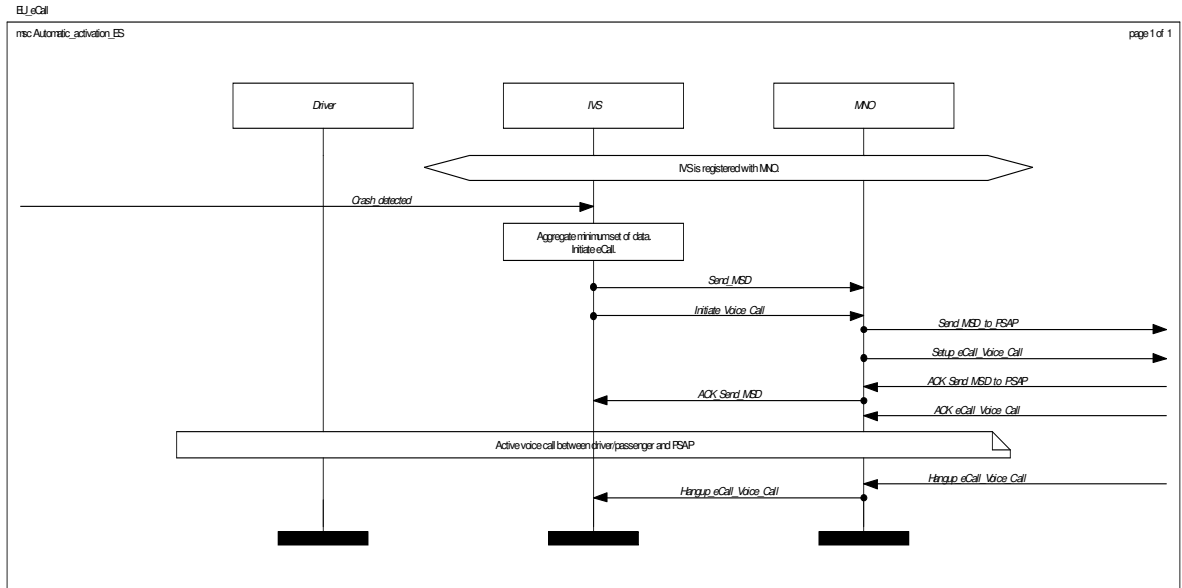 EU_eCall
msc Automatic_activation_ES
page 1 of 1
Driver
IVS
MNO
IVS is registered with MNO.
Crash_detected
Aggregate minimum set of data.
Initiate eCall.
Send_MSD
Initiate_Voice_Call
Send_MSD_to_PSAP
Setup_eCall_Voice_Call
ACK_Send_MSD_to_PSAP
ACK_Send_MSD
ACK_eCall_Voice_Call
Active voice call between driver/passenger and PSAP
Hangup_eCall_Voice_Call
Hangup_eCall_Voice_Call